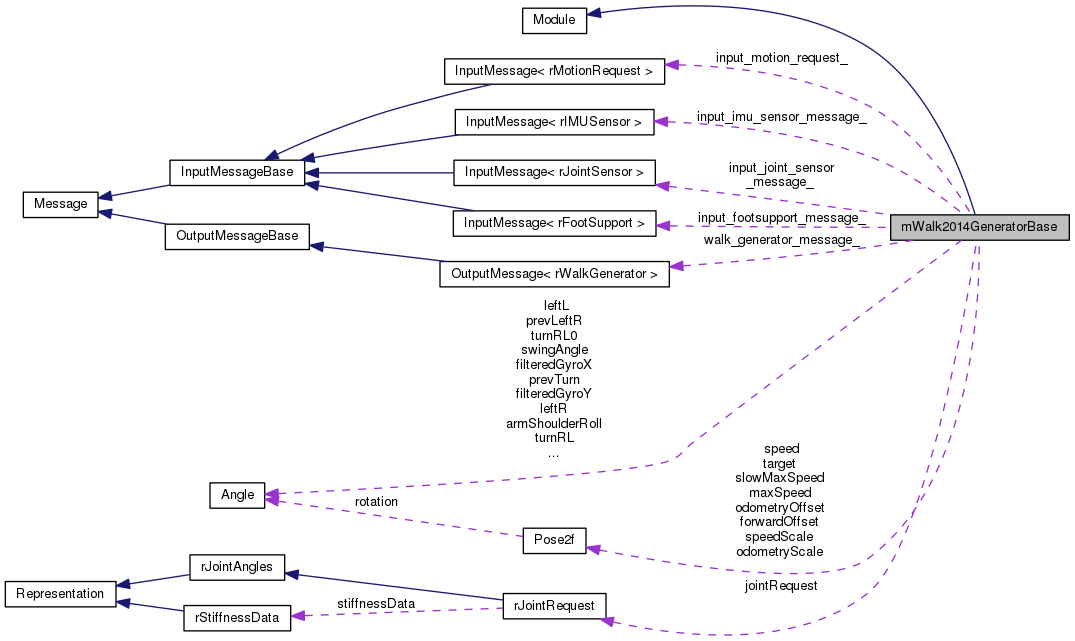 Module
input_motion_request_
InputMessage< rMotionRequest >
input_imu_sensor_message_
InputMessage< rIMUSensor >
InputMessageBase
InputMessage< rJointSensor >
input_joint_sensor
_message_
Message
InputMessage< rFootSupport >
input_footsupport_message_
mWalk2014GeneratorBase
OutputMessageBase
walk_generator_message_
OutputMessage< rWalkGenerator >
leftL
prevLeftR
turnRL0
swingAngle
filteredGyroX
prevTurn
filteredGyroY
leftR
armShoulderRoll
turnRL
...
speed
target
slowMaxSpeed
maxSpeed
odometryOffset
forwardOffset
speedScale
odometryScale
Angle
rotation
Pose2f
rJointAngles
jointRequest
Representation
stiffnessData
rJointRequest
rStiffnessData